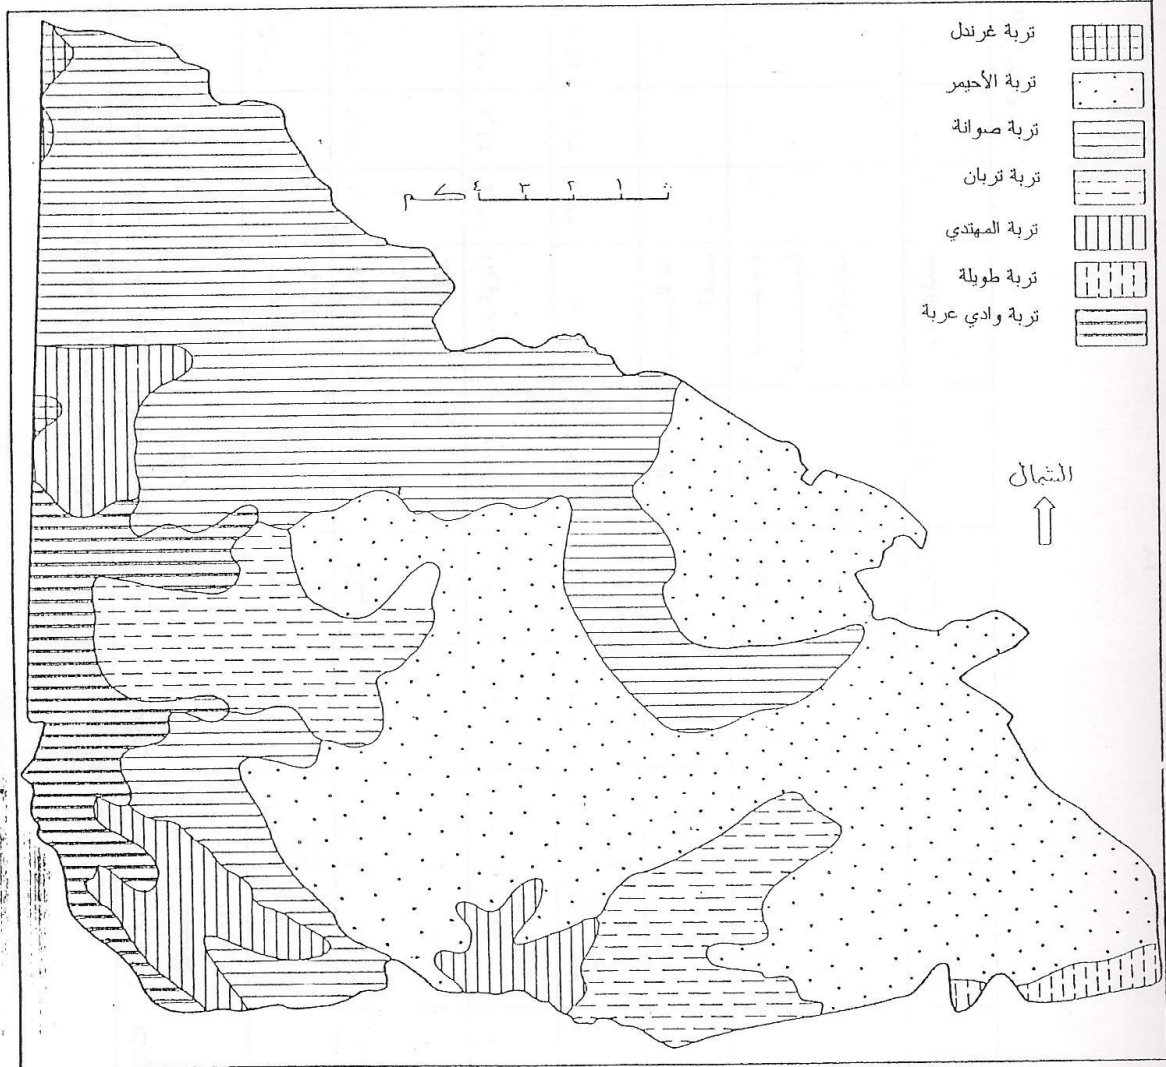 تربة غرندل
تربة الأحيمر
تربة صوانة
تربة تربان
تربة المهتدي
تربة طويلة
تربة وادي عربة
١ ٢ ٣ ٤ كم
الشمال